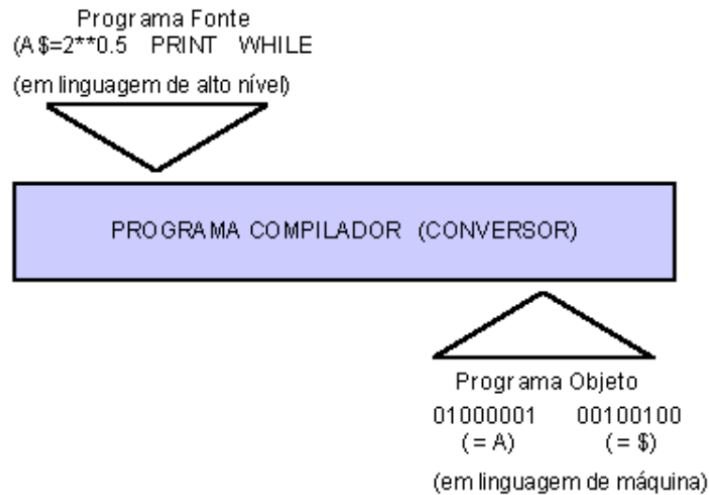 Programa Fonte
(A$=2**0.5 PRINT WHILE
(em linguagem de alto nível)
PROGRAMA COMPILADOR (CONVERSOR)
Programa Objeto
01000001 00100100
(= A) (= $)
(em linguagem de máquina)